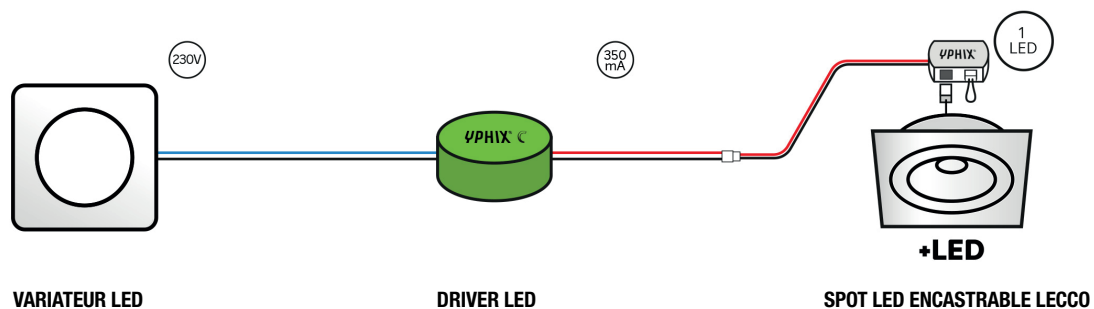 230V
350
mA
1
LED
YPHIX
YPHIX
+LED
VARIATEUR LED
DRIVER LED
SPOT LED ENCASTRABLE LECCO